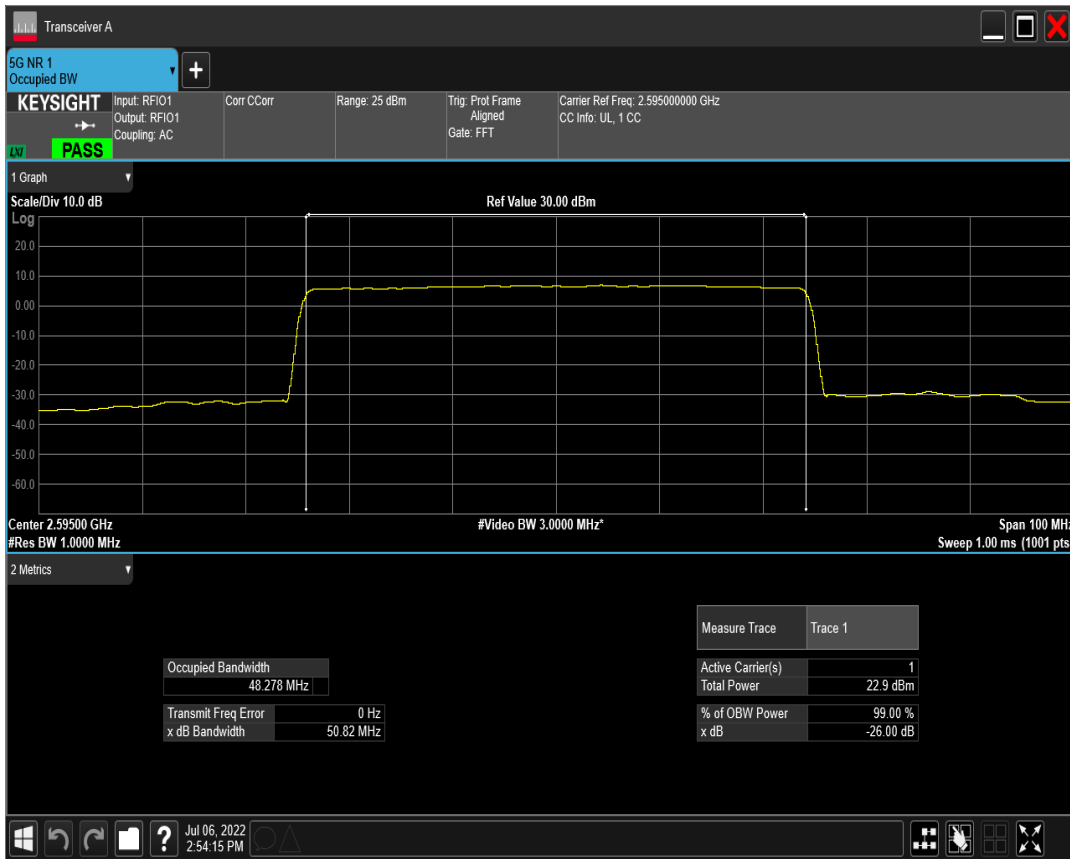 Transceiver A
5G NR 1
Occupied BW
+
KEYSIGHT
LXI
PASS
Input: RFIO1
Output: RFIO1
Coupling: AC
Corr CCorr
Range: 25 dBm
Trig: Prot Frame
Aligned
Gate: FFT
Carrier Ref Freq: 2.595000000 GHz
CC Info: UL, 1 CC
1 Graph
Scale/Div 10.0 dB
Ref Value 30.00 dBm
Log
20.0
10.0
0.00
-10.0
-20.0
-30.0
-40.0
-50.0
-60.0
Center 2.59500 GHz
#Video BW 3.0000 MHz*
Span 100 MHz
#Res BW 1.0000 MHz
Sweep 1.00 ms (1001 pts
2 Metrics
Measure Trace Trace 1
Occupied Bandwidth
48.278 MHz
Active Carrier(s) 1
Total Power 22.9 dBm
Transmit Freq Error 0 Hz
x dB Bandwidth 50.82 MHz
% of OBW Power 99.00 %
x dB -26.00 dB
?
Jul 06, 2022
2:54:15 PM